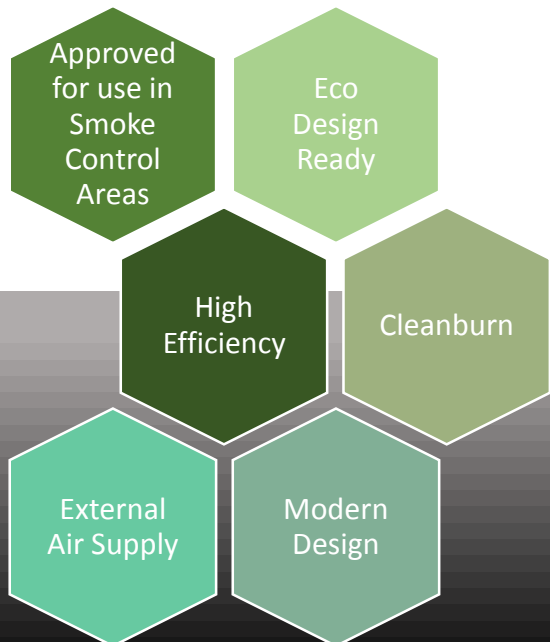 Approved
for use in
Smoke
Control
Areas
Eco
Design
Ready
High
Efficiency
Cleanburn
External
Air Supply
Modern
Design